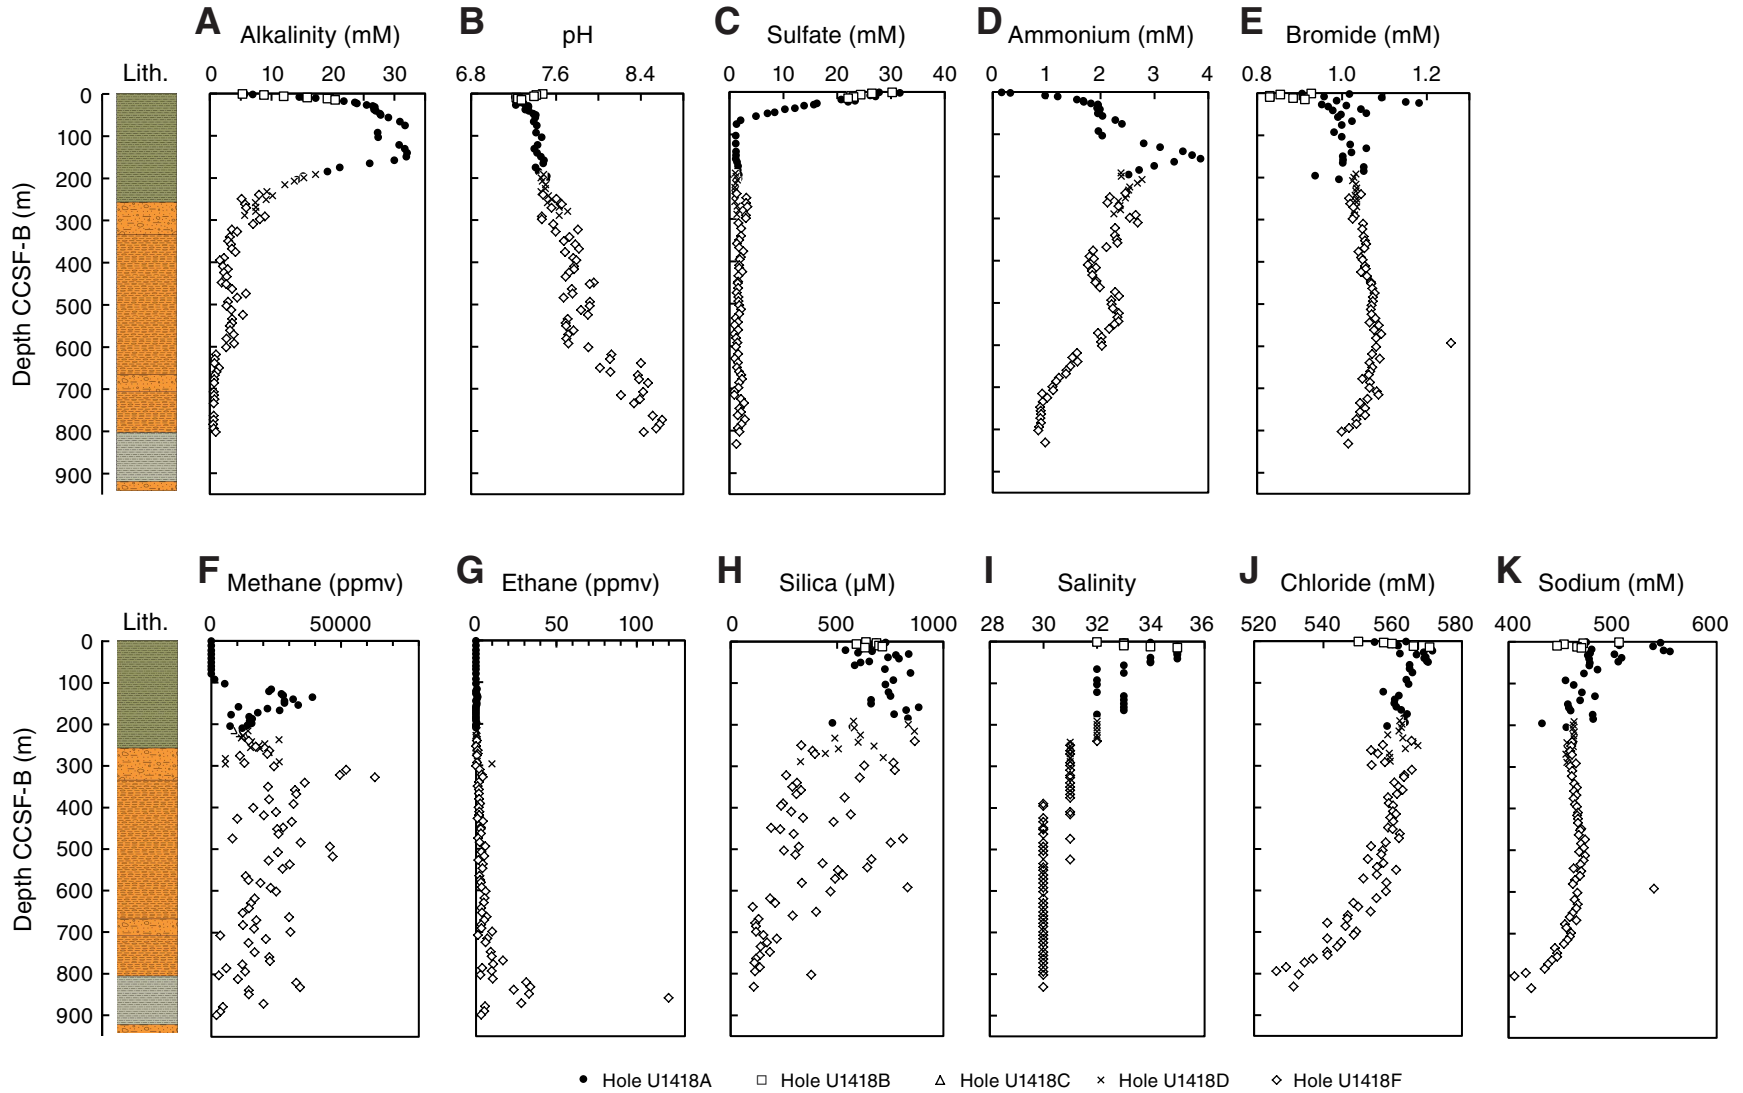 A Alkalinity (mM)
B pH
C Sulfate (mM)
D Ammonium (mM)
E Bromide (mM)
Lith.
0 10 20 30
6.8 7.6 8.4
0 10 20 30 40
0 1 2 3 4
0.8 1.0 1.2
Depth CCSF-B (m)
0
100
200
300
400
500
600
700
800
900
F Methane (ppmv)
G Ethane (ppmv)
H Silica (µM)
I Salinity
J Chloride (mM)
K Sodium (mM)
Lith.
0 50000
0 50 100
0 500 1000
28 30 32 34 36
520 540 560 580
400 500 600
Depth CCSF-B (m)
0
100
200
300
400
500
600
700
800
900
Hole U1418A Hole U1418B Hole U1418C Hole U1418D Hole U1418F